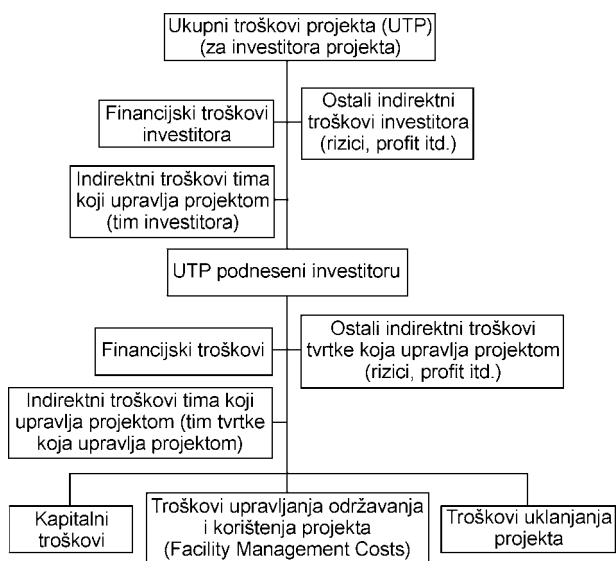 Ukupni troškovi projekta (UTP)
(za investitora projekta)
Financijski troškovi
investitora
Ostali indirektni
troškovi investitora
(rizici, profit itd.)
Indirektni troškovi tima
koji upravlja projektom
(tim investitora)
UTP podneseni investitoru
Financijski troškovi
Ostali indirektni troškovi
tvrtke koja upravlja projektom
(rizici, profit itd.)
Indirektni troškovi tima koji
upravlja projektom (tim tvrtke
koja upravlja projektom)
Kapitalni
troškovi
Troškovi upravljanja održavanja
i korištenja projekta
(Facility Management Costs)
Troškovi uklanjanja
projekta